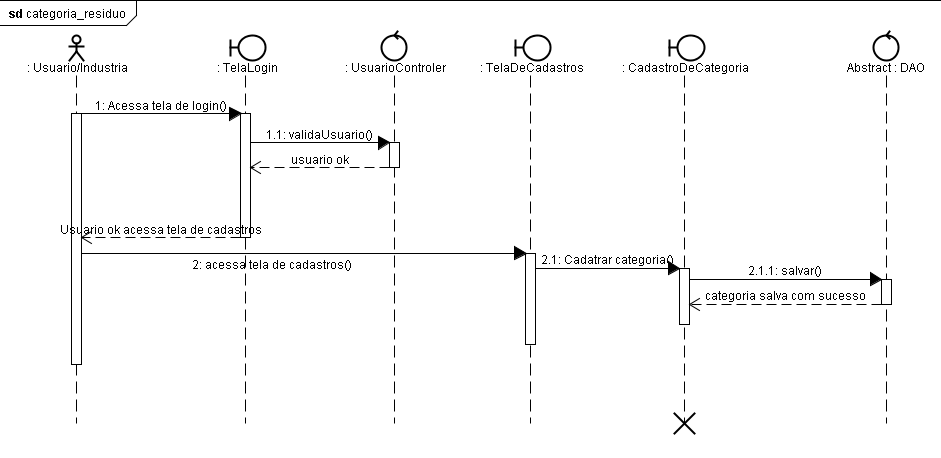 sd categoria_residuo
: Usuario/Industria
: TelaLogin
: UsuarioControler
: TelaDeCadastros
: CadastroDeCategoria
Abstract : DAO
1: Acessa tela de login()
1.1: validaUsuario()
usuario ok
Usuario ok acessa tela de cadastros
2: acessa tela de cadastros()
2.1: Cadatrar categoria()
2.1.1: salvar()
categoria salva com sucesso